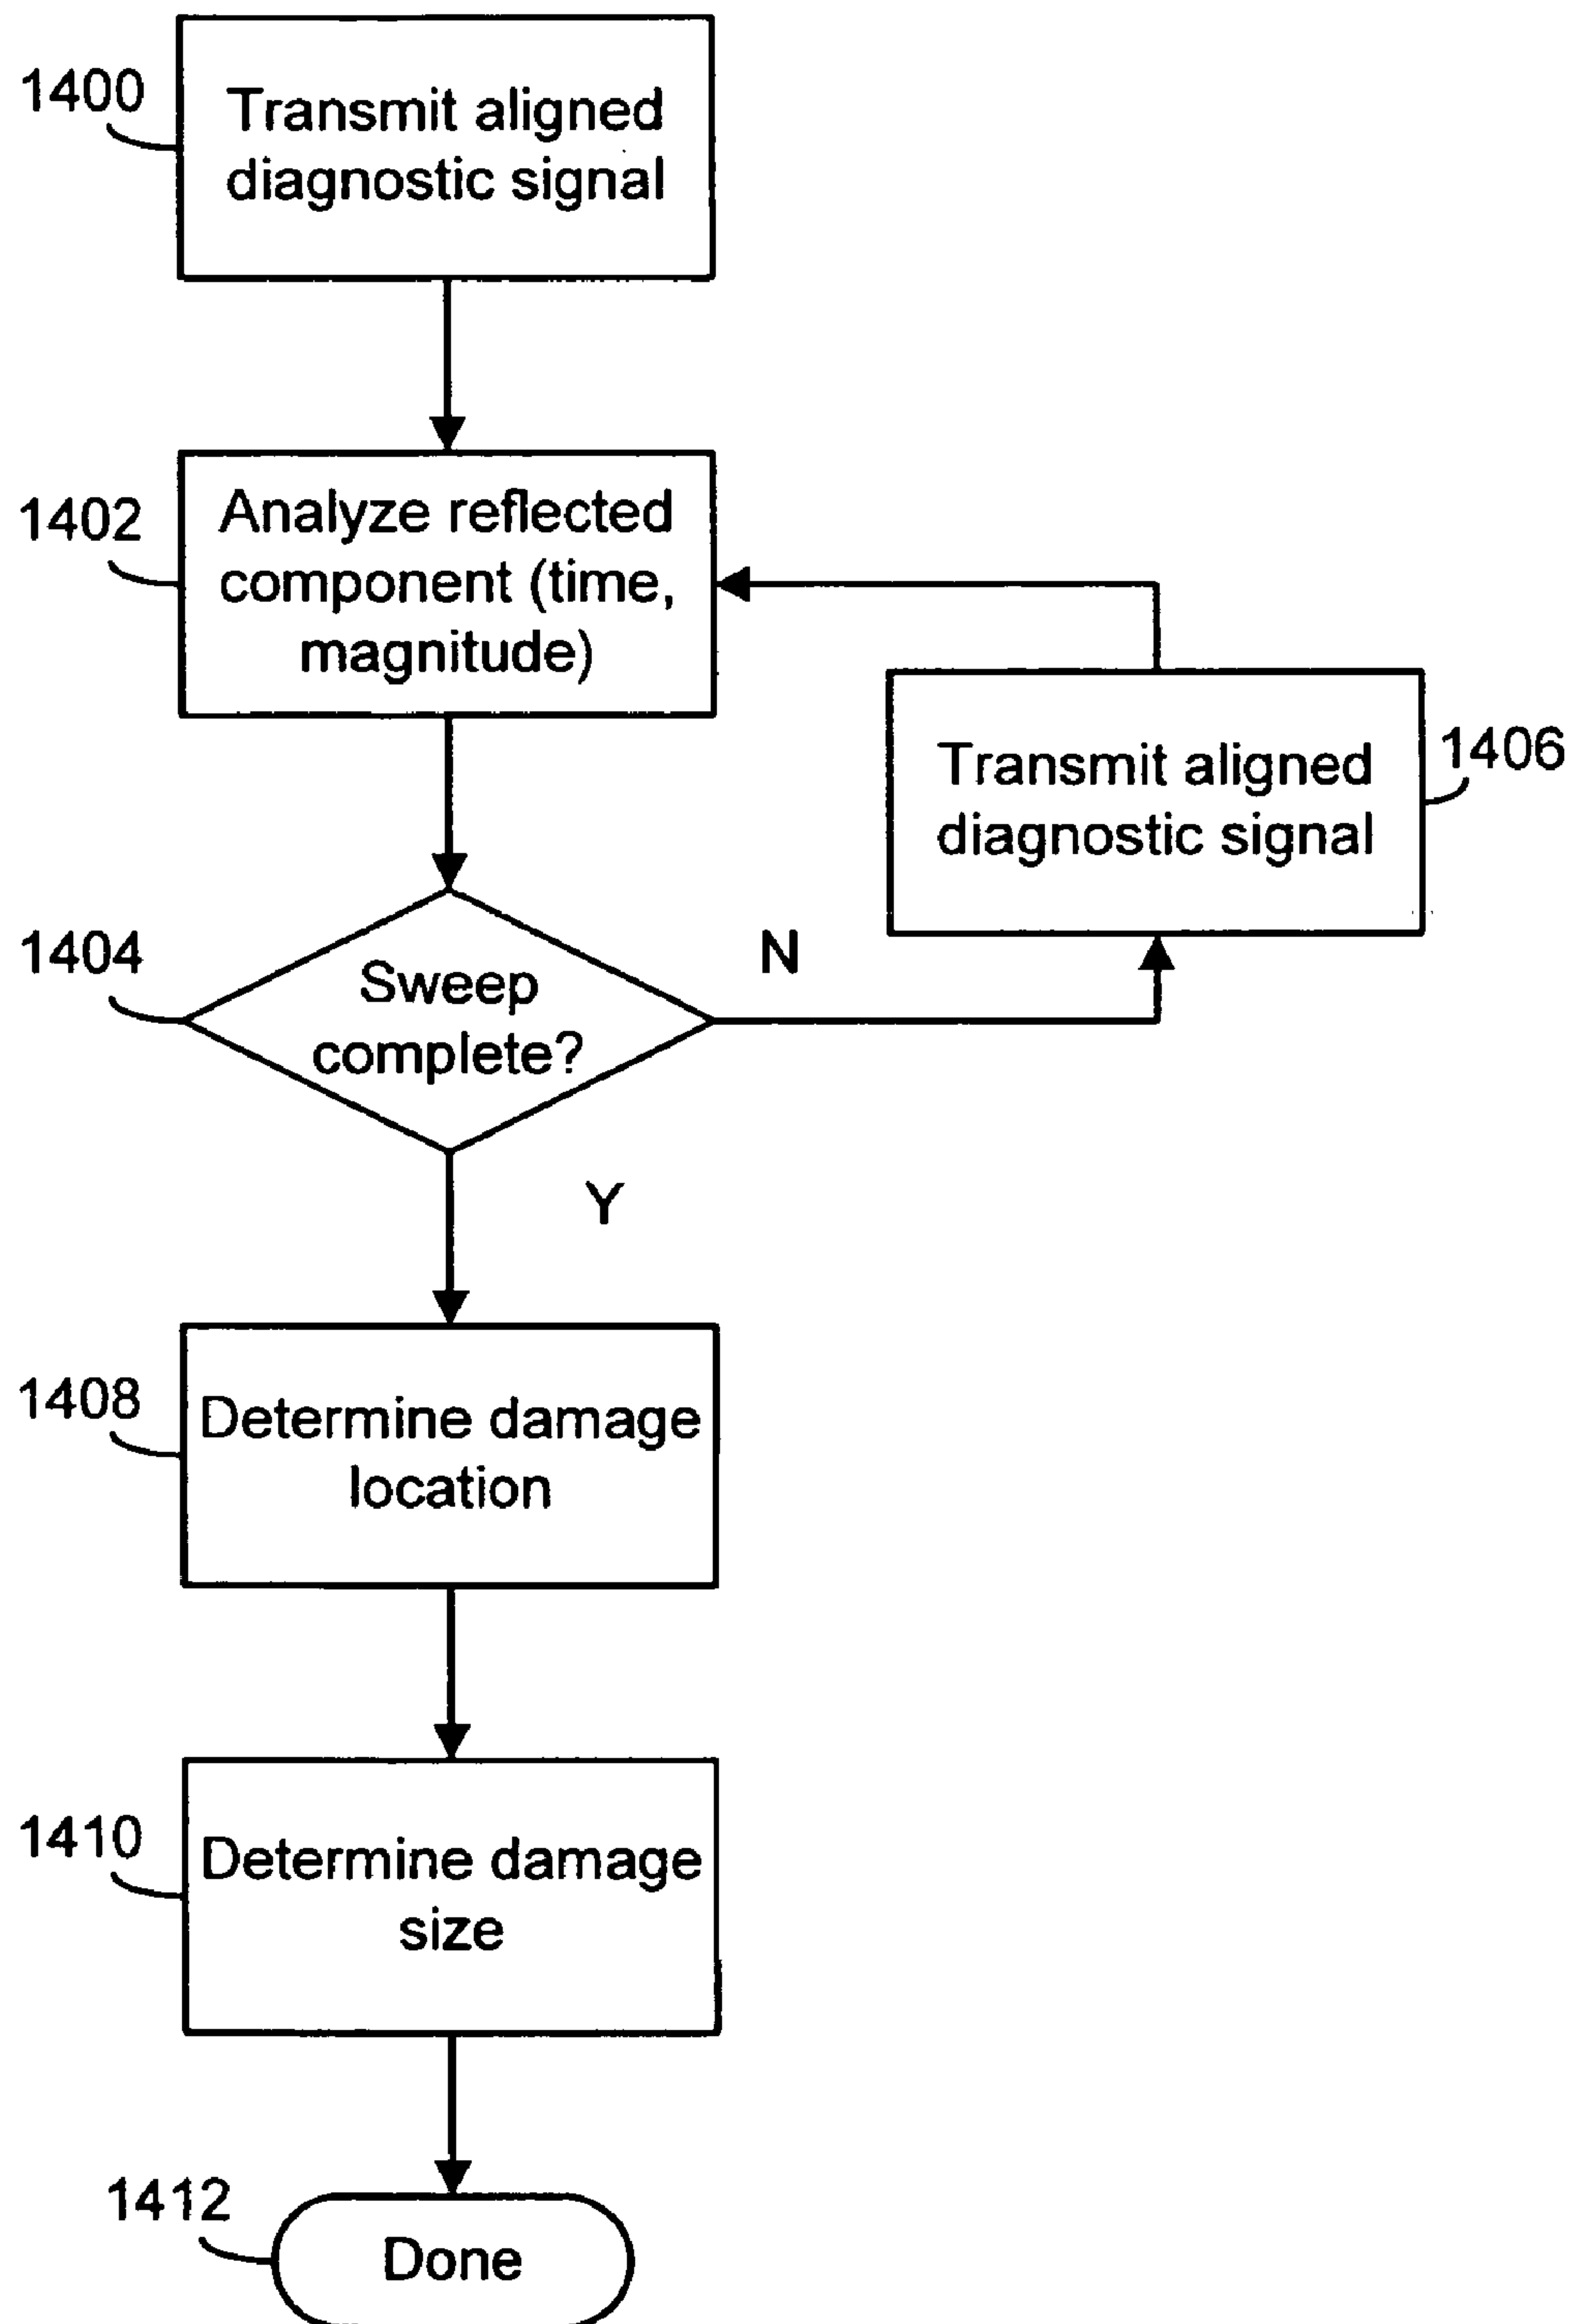 1400
Transmit aligned
diagnostic signal
1402
Analyze reflected
component (time,
magnitude)
1406
Transmit aligned
diagnostic signal
1404
Sweep
complete?
N
Y
1408
Determine damage
location
1410
Determine damage
size
1412
Done